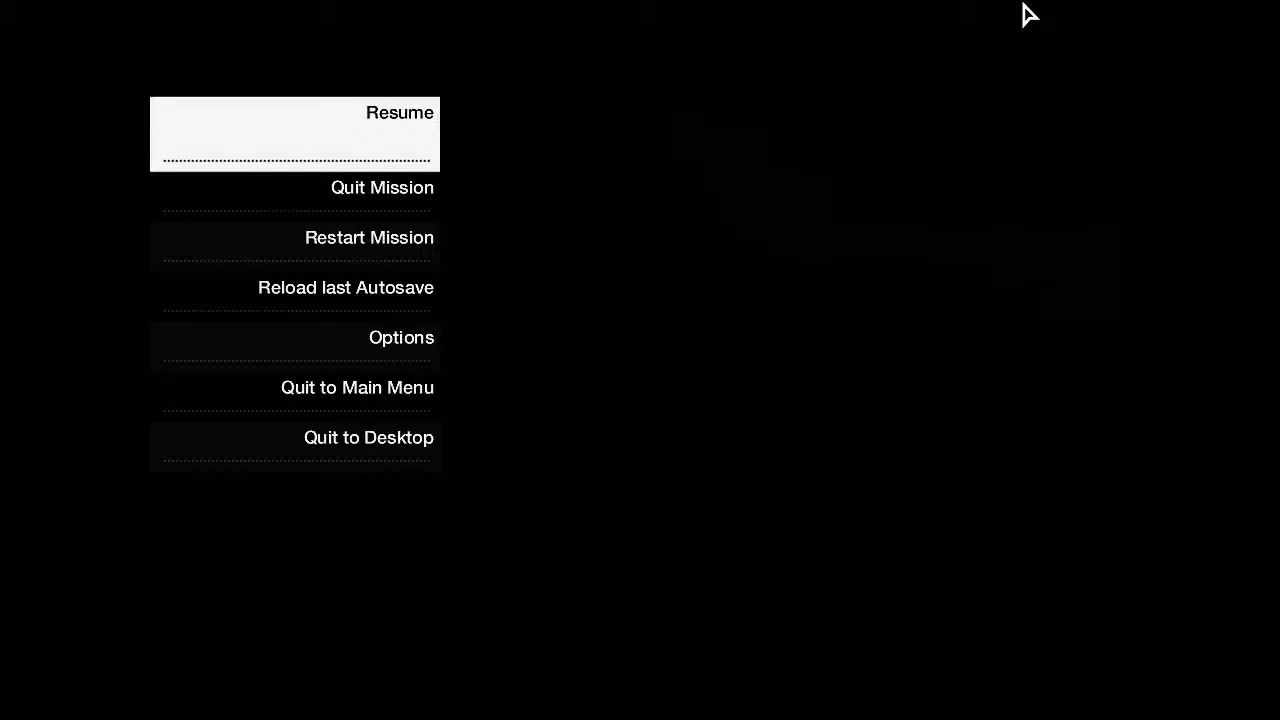 Resume
Quit Mission
Restart Mission
Reload last Autosave
Options
Quit to Main Menu
Quit to Desktop